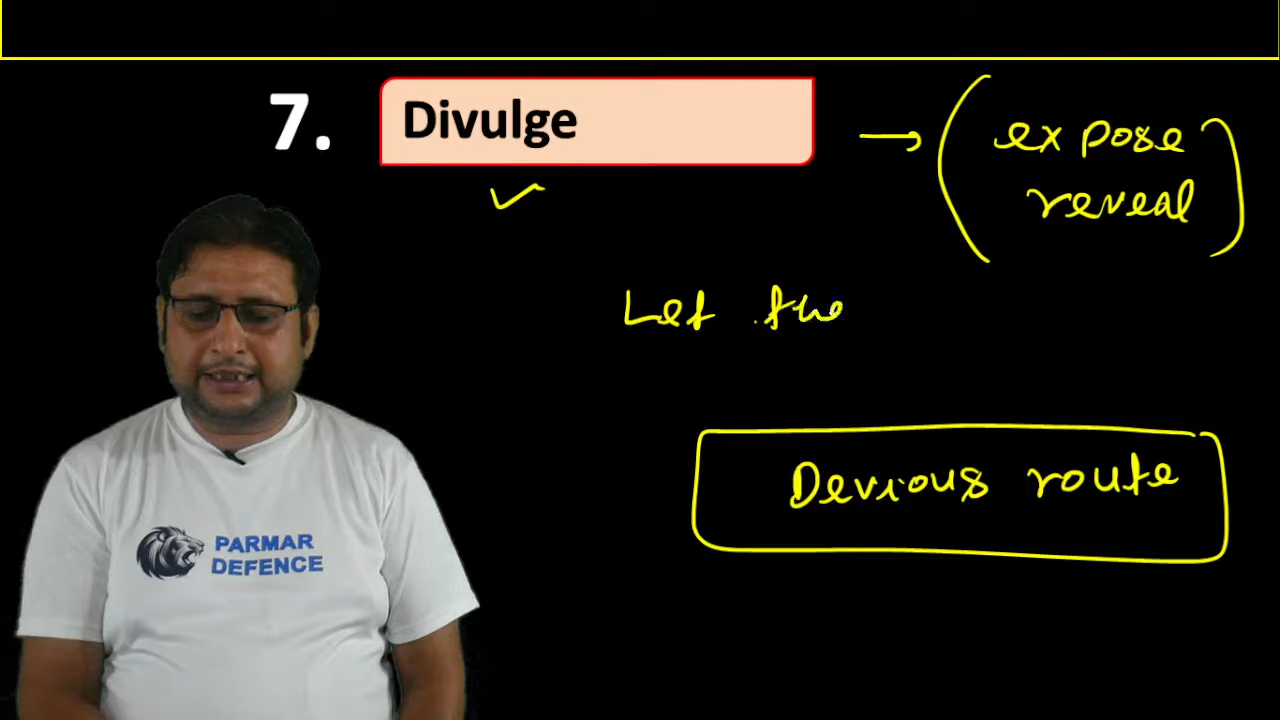 7. Divulge → (expose
reveal)
Let the
Devious route
PARMAR
DEFENCE